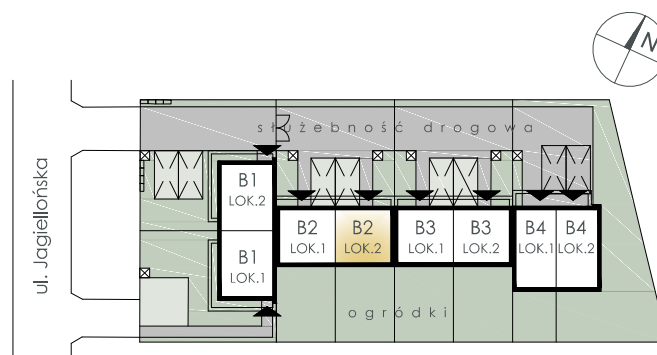 N
służebność drogowa
ul. Jagiellońska
B1
LOK.2
B1
LOK.1
B2
LOK.1
B2
LOK.2
B3
LOK.1
B3
LOK.2
B4
LOK.1
B4
LOK.2
ogródki